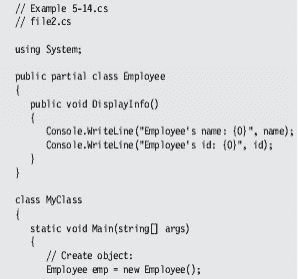 // Example 5-14.cs
// file2.cs
using System;
public partial class Employee
{
public void DisplayInfo()
{
Console.WriteLine("Employee's name: {0}", name);
Console.WriteLine("Employee's id: {0}", id);
}
}
class MyClass
{
static void Main(string[] args)
{
// Create object:
Employee emp = new Employee();